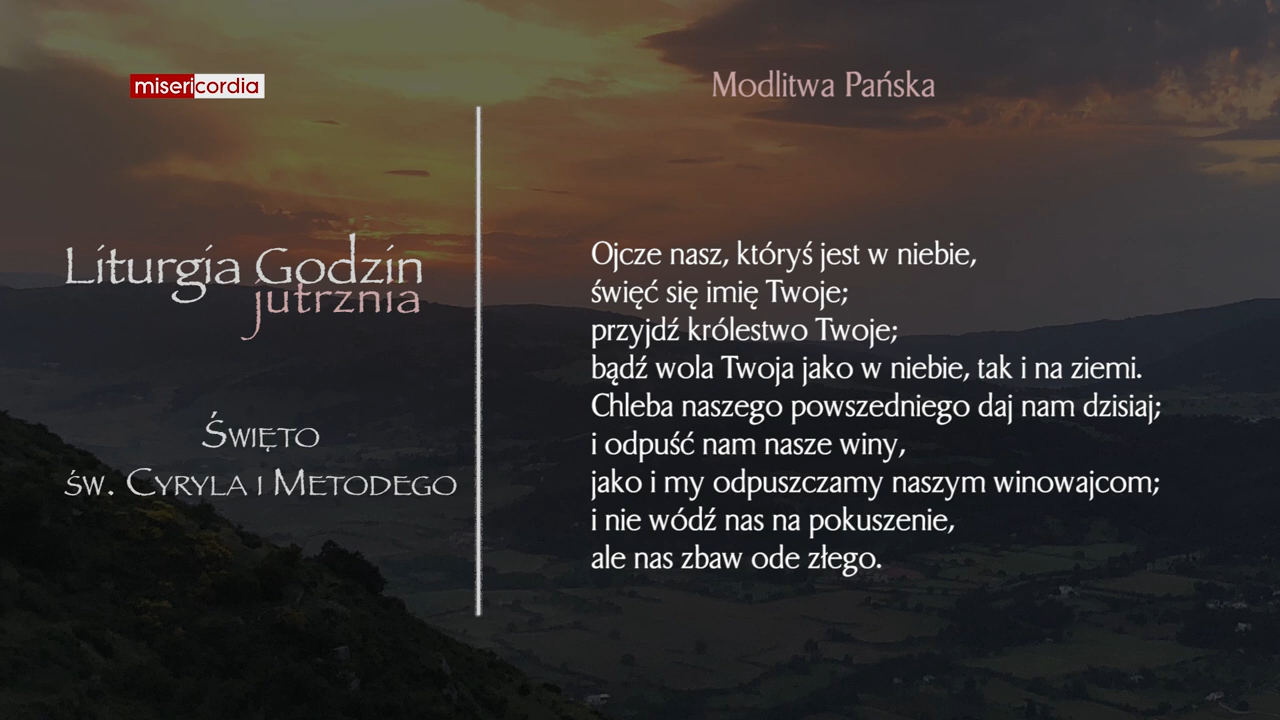 misericordia
Liturgia Godzin
jutrznia
Święto
św. Cyryla i Metodego
Modlitwa Pańska
Ojcze nasz, któryś jest w niebie,
święć się imię Twoje;
przyjdź królestwo Twoje;
bądź wola Twoja jako w niebie, tak i na ziemi.
Chleba naszego powszedniego daj nam dzisiaj;
i odpuść nam nasze winy,
jako i my odpuszczamy naszym winowajcom;
i nie wódź nas na pokuszenie,
ale nas zbaw ode złego.